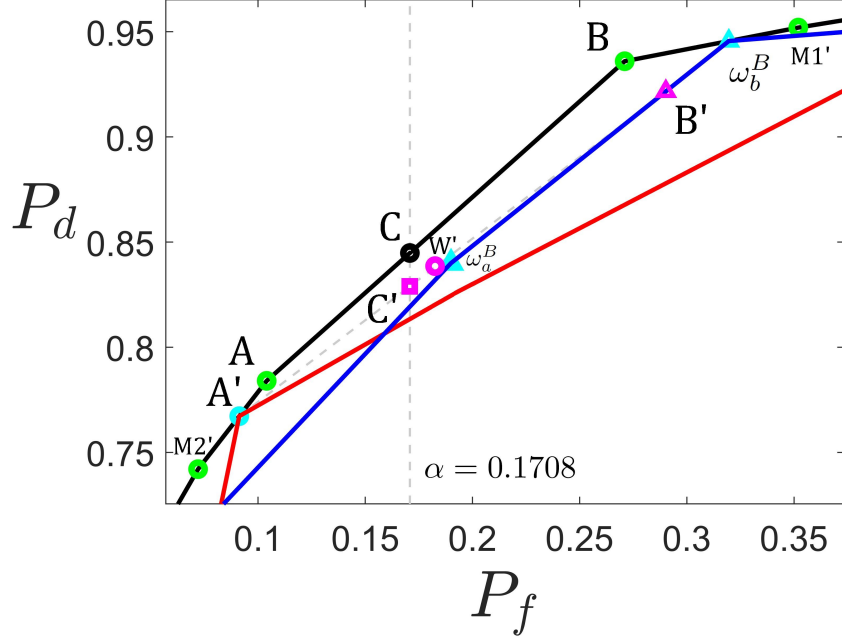 0.95
B
M1'
ω_b^B
0.9
B'
P_d
C
W'
0.85
ω_a^B
C'
0.8
A
A'
M2'
0.75
α = 0.1708
0.1 0.15 0.2 0.25 0.3 0.35
P_f